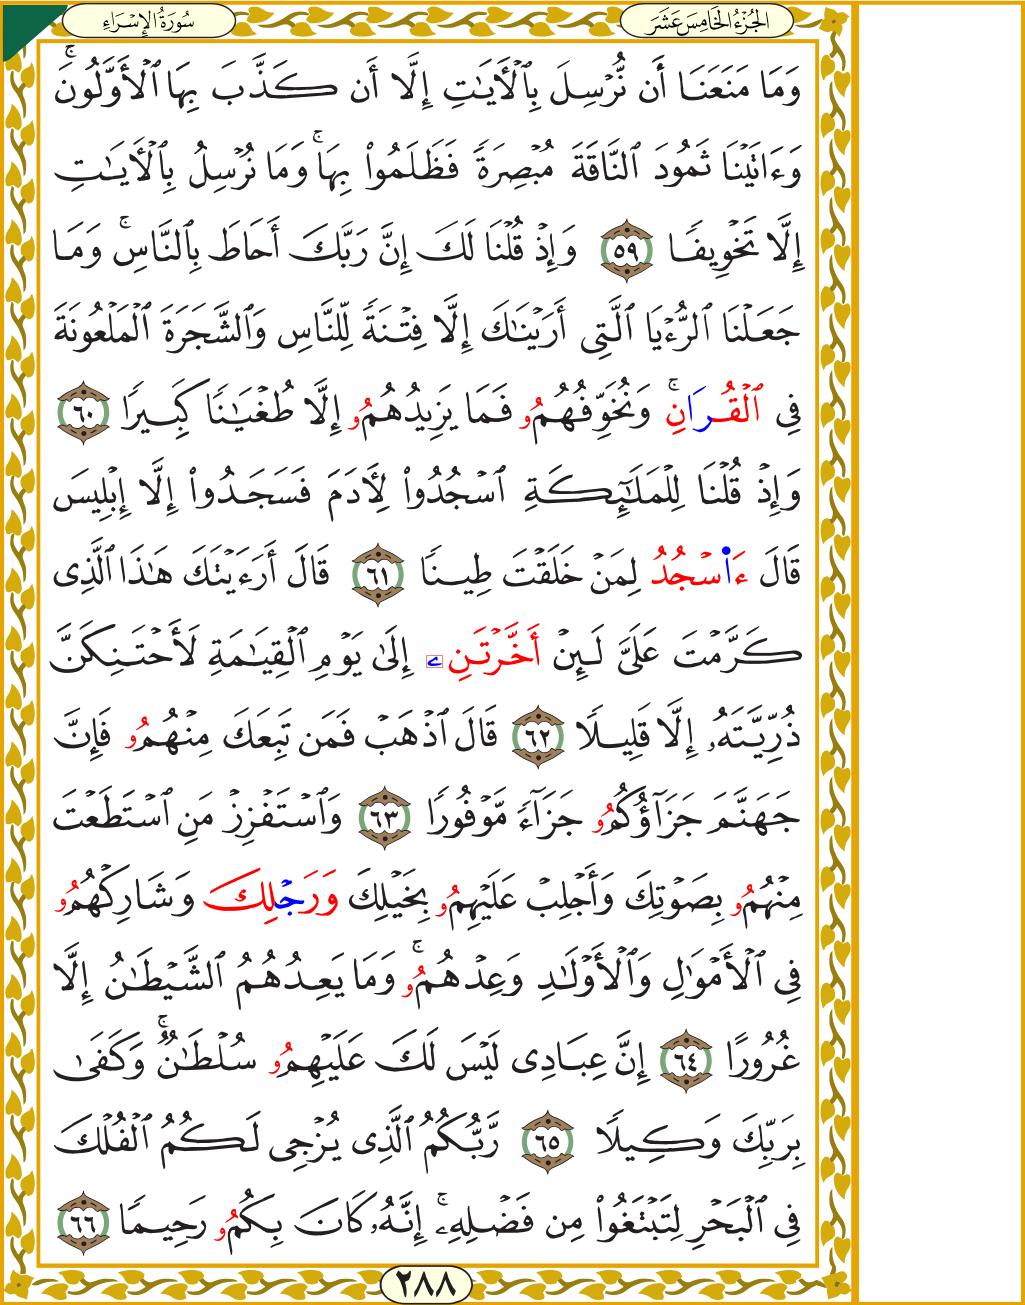 الجُزْءُ الخَامِسَ عَشَرَ
سُورَةُ الإِسْرَاءِ
وَمَا مَنَعَنَا أَن نُّرْسِلَ بِٱلْأَيَٰتِ إِلَّا أَن كَذَّبَ بِهَا ٱلْأَوَّلُونَۚ
وَءَاتَيْنَا ثَمُودَ ٱلنَّاقَةَ مُبْصِرَةً فَظَلَمُواْ بِهَاۚ وَمَا نُرْسِلُ بِٱلْأَيَٰتِ
إِلَّا تَخْوِيفًا ٥٩ وَإِذْ قُلْنَا لَكَ إِنَّ رَبَّكَ أَحَاطَ بِٱلنَّاسِۚ وَمَا
جَعَلْنَا ٱلرُّءْيَا ٱلَّتِى أَرَيْنَٰكَ إِلَّا فِتْنَةً لِّلنَّاسِ وَٱلشَّجَرَةَ ٱلْمَلْعُونَةَ
فِى ٱلْقُرَانِۚ وَنُخَوِّفُهُمُۥ فَمَا يَزِيدُهُمُۥ إِلَّا طُغْيَٰنًا كَبِيرًا ٦٠
وَإِذْ قُلْنَا لِلْمَلَٰٓئِكَةِ ٱسْجُدُواْ لِأَدَمَ فَسَجَدُواْ إِلَّا إِبْلِيسَ
قَالَ ءَا۬سْجُدُ لِمَنْ خَلَقْتَ طِينًا ٦١ قَالَ أَرَءَيْتَكَ هَٰذَا ٱلَّذِى
كَرَّمْتَ عَلَىَّ لَئِنْ أَخَّرْتَنِۦ إِلَىٰ يَوْمِ ٱلْقِيَٰمَةِ لَأَحْتَنِكَنَّ
ذُرِّيَّتَهُۥ إِلَّا قَلِيلًا ٦٢ قَالَ ٱذْهَبْ فَمَن تَبِعَكَ مِنْهُمُۥ فَإِنَّ
جَهَنَّمَ جَزَآؤُكُمُۥ جَزَآءً مَّوْفُورًا ٦٣ وَٱسْتَفْزِزْ مَنِ ٱسْتَطَعْتَ
مِنْهُمُۥ بِصَوْتِكَ وَأَجْلِبْ عَلَيْهِمُۥ بِخَيْلِكَ وَرَجْلِكَ وَشَارِكْهُمُۥ
فِى ٱلْأَمْوَٰلِ وَٱلْأَوْلَٰدِ وَعِدْهُمُۥۚ وَمَا يَعِدُهُمُ ٱلشَّيْطَٰنُ إِلَّا
غُرُورًا ٦٤ إِنَّ عِبَادِى لَيْسَ لَكَ عَلَيْهِمُۥ سُلْطَٰنٌۚ وَكَفَىٰ
بِرَبِّكَ وَكِيلًا ٦٥ رَّبُّكُمُ ٱلَّذِى يُزْجِى لَكُمُ ٱلْفُلْكَ
فِى ٱلْبَحْرِ لِتَبْتَغُواْ مِن فَضْلِهِۦۚ إِنَّهُۥ كَانَ بِكُمُۥ رَحِيمًا ٦٦
٢٨٨